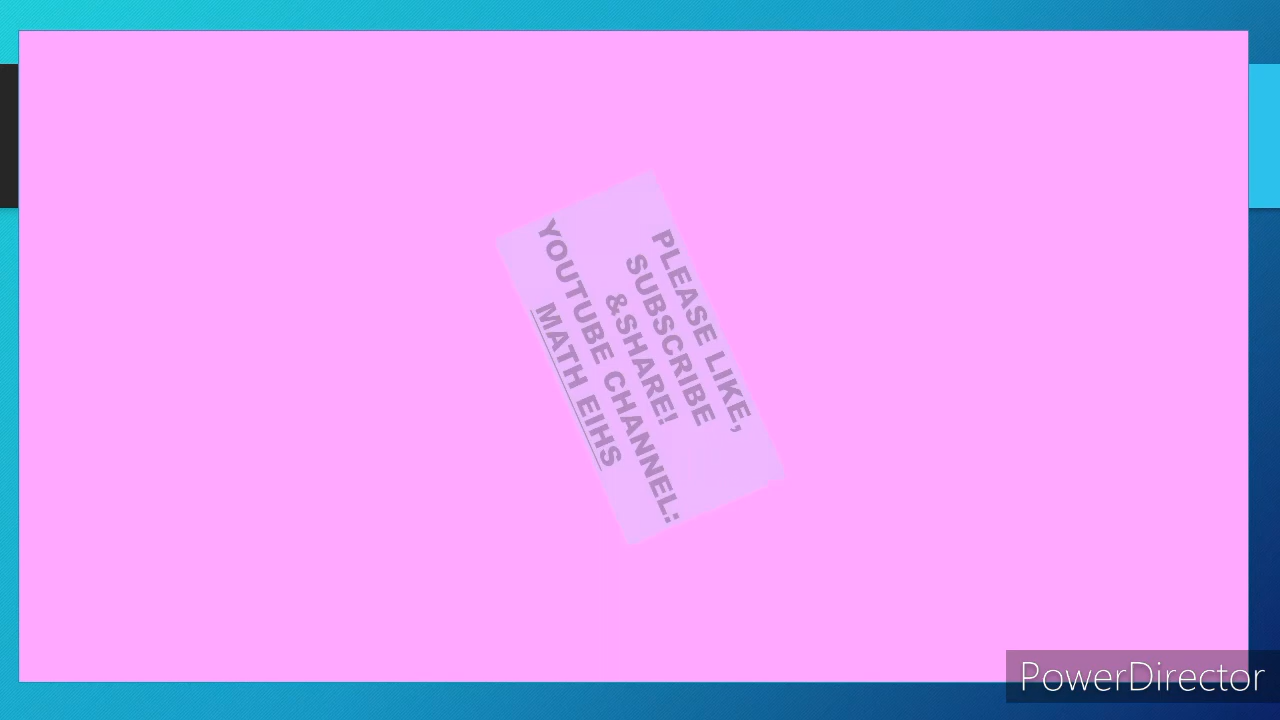 PLEASE LIKE,
SUBSCRIBE
&SHARE!
YOUTUBE CHANNEL:
MATH EIHS
PowerDirector